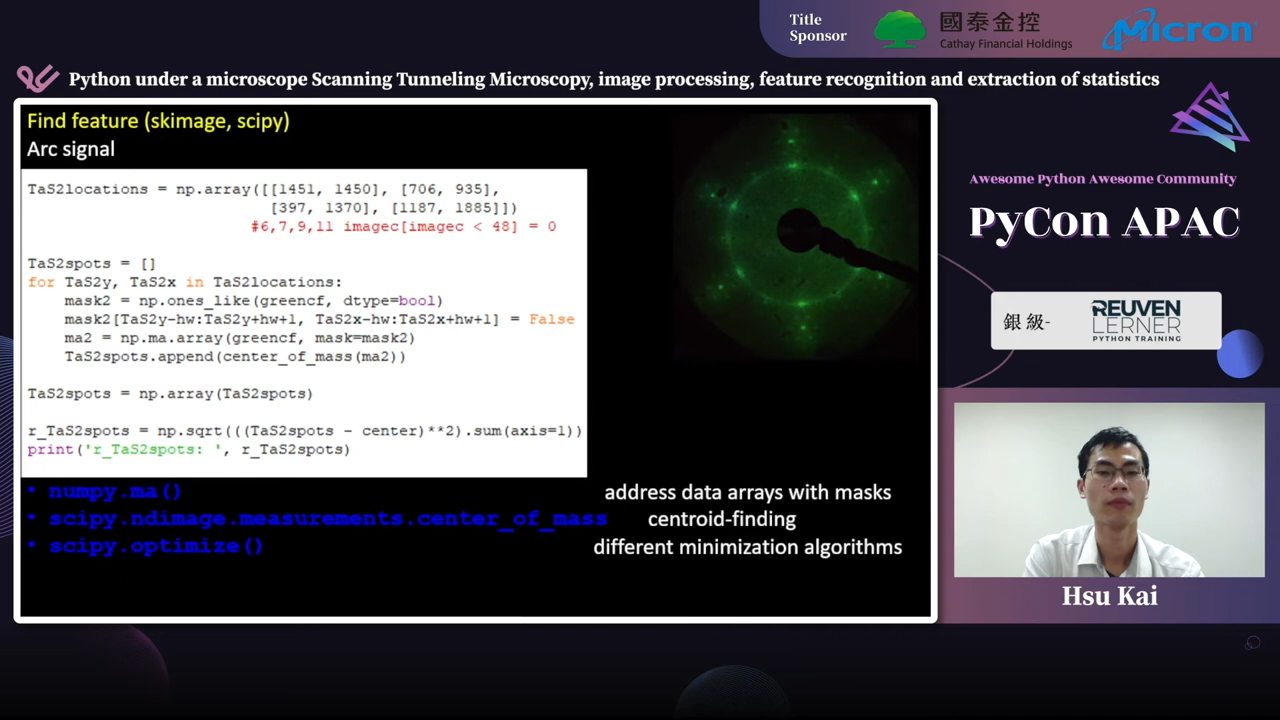 Title
Sponsor
國泰金控
Cathay Financial Holdings
Micron
Python under a microscope Scanning Tunneling Microscopy, image processing, feature recognition and extraction of statistics
Find feature (skimage, scipy)
Arc signal
TaS2locations = np.array([[1451, 1450], [706, 935],
[397, 1370], [1187, 1885]])
#6,7,9,11 imagec[imagec < 48] = 0
TaS2spots = []
for TaS2y, TaS2x in TaS2locations:
mask2 = np.ones_like(greencf, dtype=bool)
mask2[TaS2y-hw:TaS2y+hw+1, TaS2x-hw:TaS2x+hw+1] = False
ma2 = np.ma.array(greencf, mask=mask2)
TaS2spots.append(center_of_mass(ma2))
TaS2spots = np.array(TaS2spots)
r_TaS2spots = np.sqrt(((TaS2spots - center)**2).sum(axis=1))
print('r_TaS2spots: ', r_TaS2spots)
• numpy.ma() address data arrays with masks
• scipy.ndimage.measurements.center_of_mass centroid-finding
• scipy.optimize() different minimization algorithms
Awesome Python Awesome Community
PyCon APAC
銀級-
REUVEN
LERNER
PYTHON TRAINING
Hsu Kai